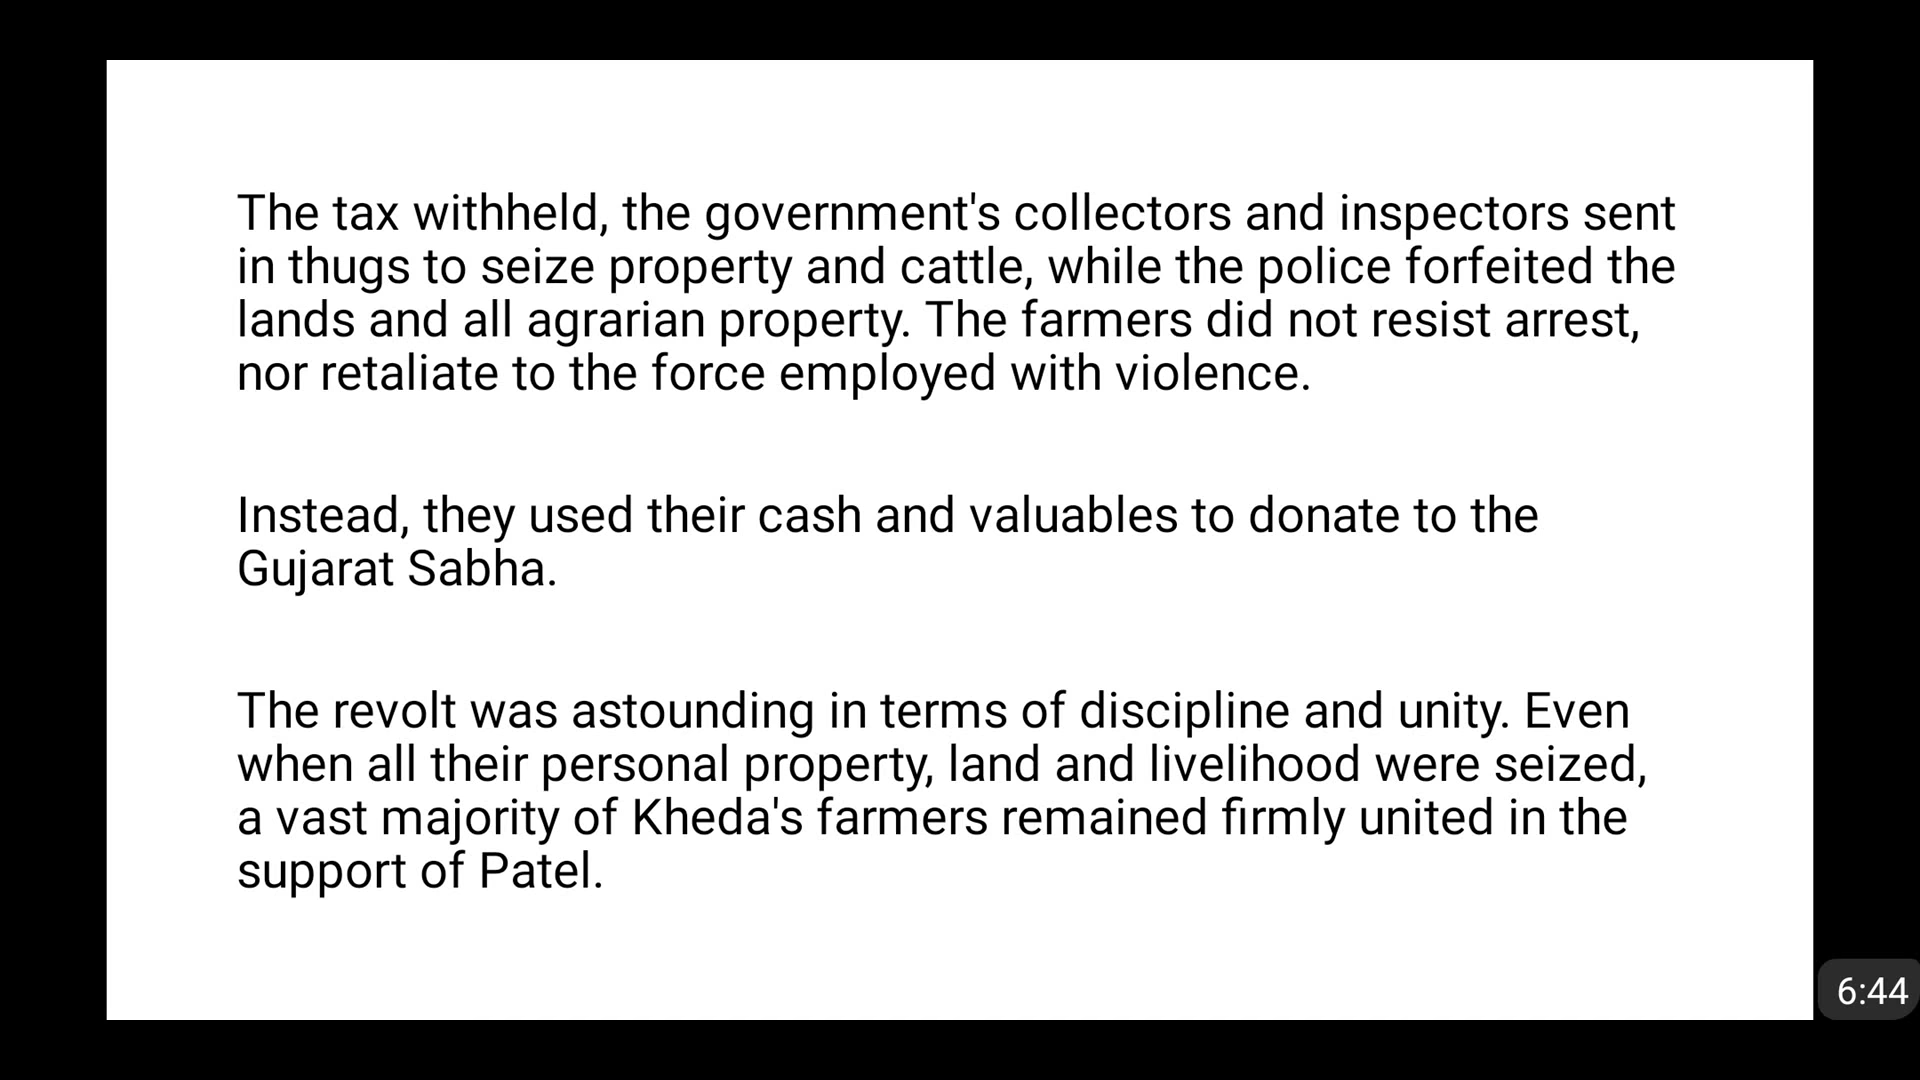 The tax withheld, the government's collectors and inspectors sent
in thugs to seize property and cattle, while the police forfeited the
lands and all agrarian property. The farmers did not resist arrest,
nor retaliate to the force employed with violence.
Instead, they used their cash and valuables to donate to the
Gujarat Sabha.
The revolt was astounding in terms of discipline and unity. Even
when all their personal property, land and livelihood were seized,
a vast majority of Kheda's farmers remained firmly united in the
support of Patel.
6:44